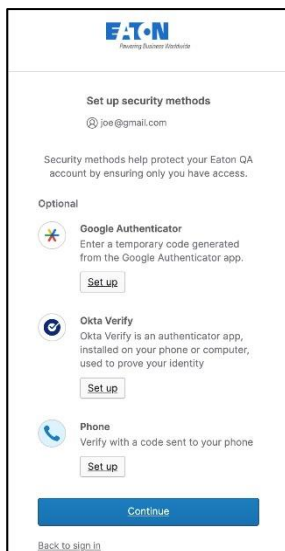 EATON
Powering Business Worldwide
Set up security methods
joe@gmail.com
Security methods help protect your Eaton QA
account by ensuring only you have access.
Optional
Google Authenticator
Enter a temporary code generated
from the Google Authenticator app.
Set up
Okta Verify
Okta Verify is an authenticator app,
installed on your phone or computer,
used to prove your identity
Set up
Phone
Verify with a code sent to your phone
Set up
Continue
Back to sign in